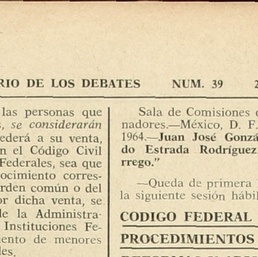 RIO DE LOS DEBATES NUM. 39
las personas que
se considerarán
ederá a su venta,
n el Código Civil
Federales, sea que
ocimiento corres-
rden común o del
or dicha venta, se
de la Administra-
Instituciones Fe-
iento de menores
les.
Sala de Comisiones
nadores.—México, D. F.
1964.—Juan José Gonzá
do Estrada Rodríguez
rrego."
—Queda de primera
la siguiente sesión hábil
CODIGO FEDERAL
PROCEDIMIENTOS